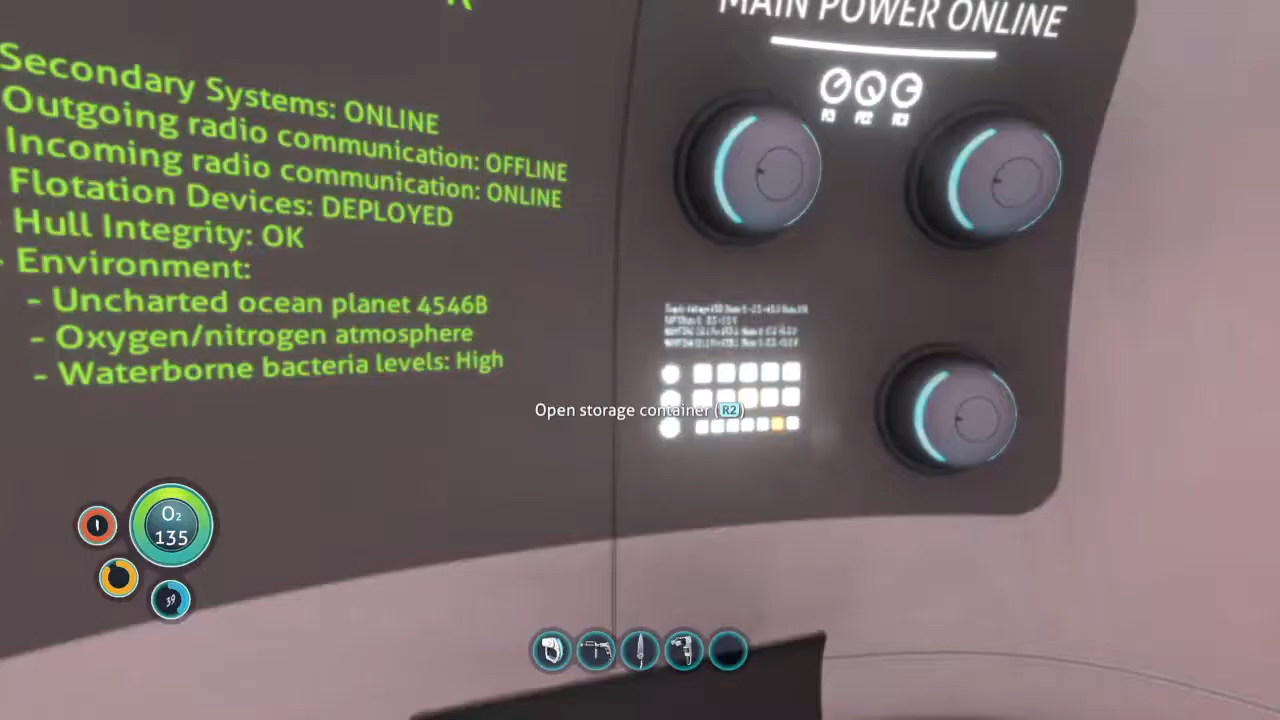 MAIN POWER ONLINE
Secondary Systems: ONLINE
Outgoing radio communication: OFFLINE
Incoming radio communication: ONLINE
Flotation Devices: DEPLOYED
- Hull Integrity: OK
- Environment:
- Uncharted ocean planet 4546B
- Oxygen/nitrogen atmosphere
- Waterborne bacteria levels: High
Open storage container (R2)
O₂
135
39